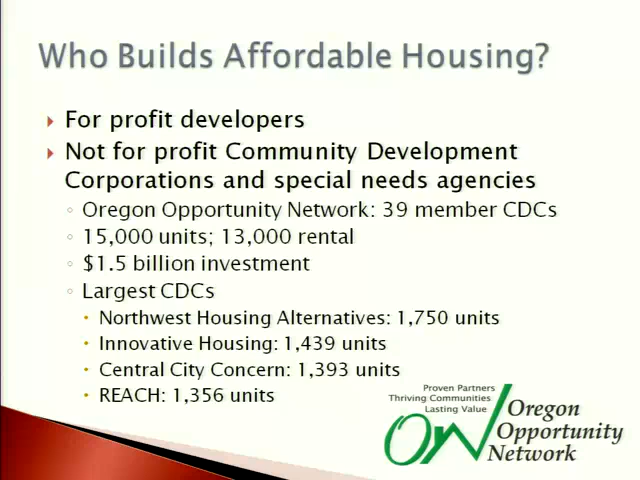 Who Builds Affordable Housing?
For profit developers
Not for profit Community Development
Corporations and special needs agencies
Oregon Opportunity Network: 39 member CDCs
15,000 units; 13,000 rental
$1.5 billion investment
Largest CDCs
Northwest Housing Alternatives: 1,750 units
Innovative Housing: 1,439 units
Central City Concern: 1,393 units
REACH: 1,356 units
Proven Partners
Thriving Communities
Lasting Value
ON
Oregon
Opportunity
Network